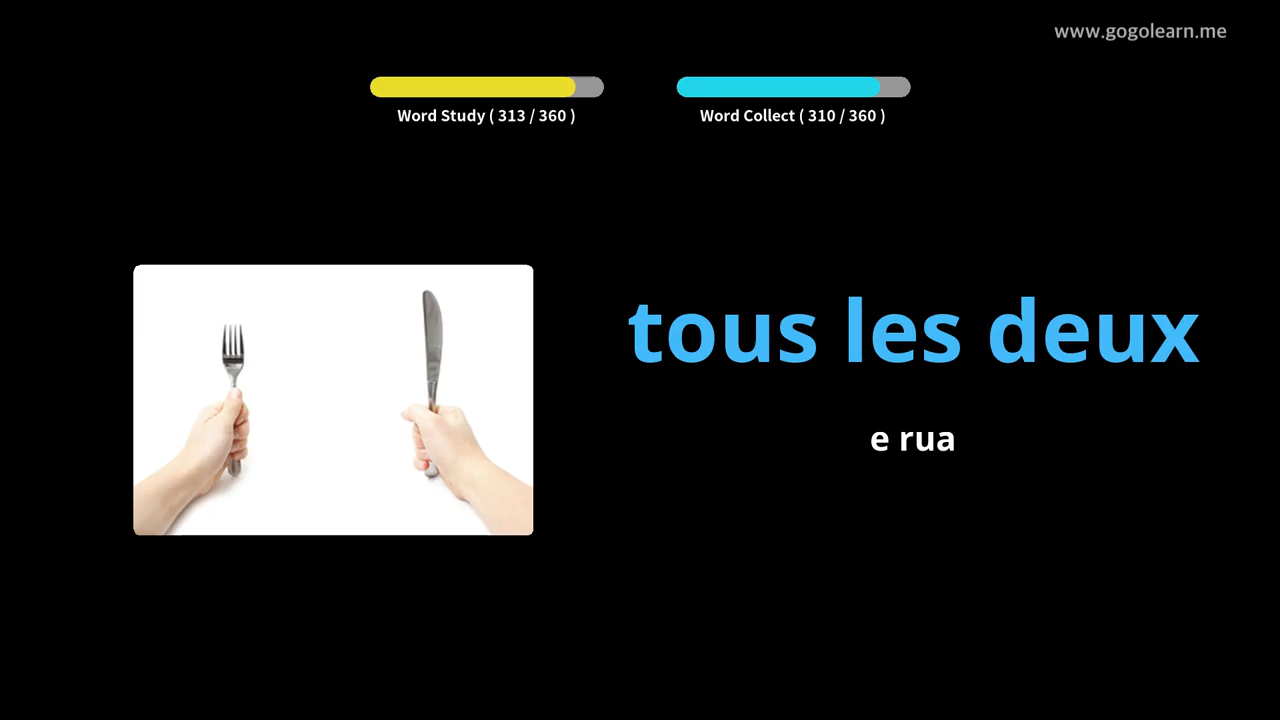 www.gogolearn.me
Word Study ( 313 / 360 )
Word Collect ( 310 / 360 )
tous les deux
e rua